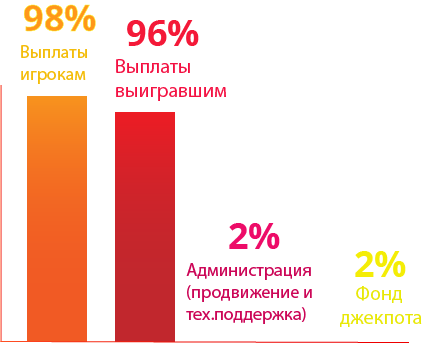 98%
Выплаты
игрокам
96%
Выплаты
выигравшим
2%
Администрация
(продвижение и
тех.поддержка)
2%
Фонд
джекпота